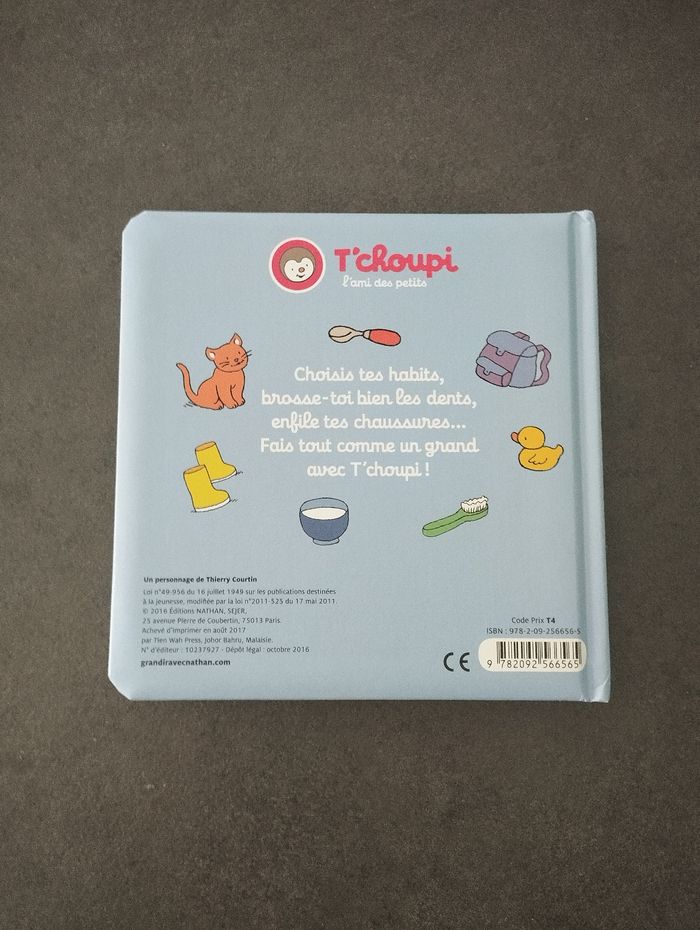 T'choupi
l'ami des petits
Choisis tes habits,
brosse-toi bien les dents,
enfile tes chaussures...
Fais tout comme un grand
avec T'choupi !
Un personnage de Thierry Courtin
Loi n°49-956 du 16 juillet 1949 sur les publications destinées
à la jeunesse, modifiée par la loi n°2011-525 du 17 mai 2011.
© 2016 Éditions NATHAN, SEJER,
25 avenue Pierre de Coubertin, 75013 Paris.
Achevé d'imprimer en août 2017
par Tien Wah Press, Johor Bahru, Malaisie.
N° d'éditeur : 10237927 - Dépôt légal : octobre 2016
grandiravecnathan.com
Code Prix T4
ISBN : 978-2-09-256656-5
CE
9 782092 566565